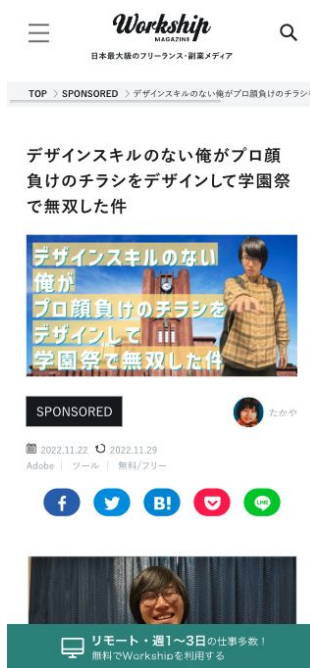 Workship
MAGAZINE
日本最大級のフリーランス・副業メディア
TOP > SPONSORED > デザインスキルのない俺がプロ顔負けのチラシ
デザインスキルのない俺がプロ顔
負けのチラシをデザインして学園祭
で無双した件
デザインスキルのない
俺が
プロ顔負けのチラシを
デザインして
学園祭で無双した件
SPONSORED
たかや
2022.11.22 2022.11.29
Adobe | ツール | 無料/フリー
f
B!
LINE
リモート・週1〜3日の仕事多数！
無料でWorkshipを利用する